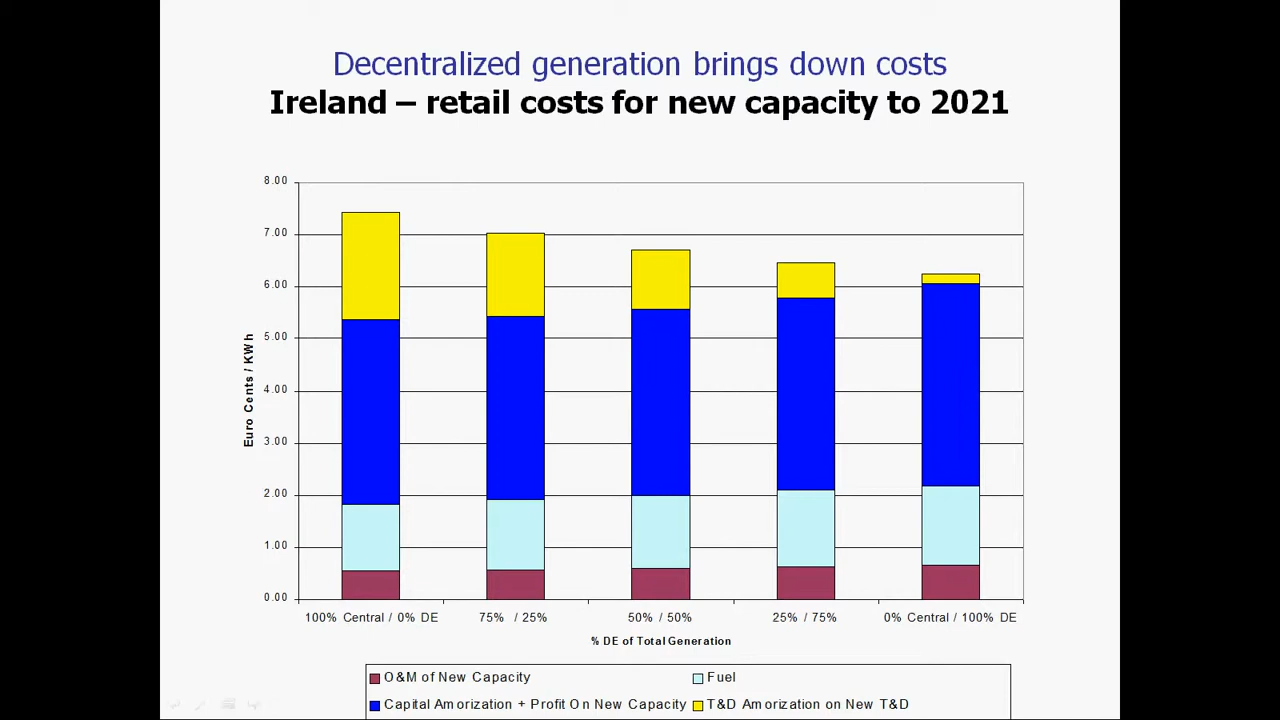 Decentralized generation brings down costs
Ireland – retail costs for new capacity to 2021
8.00
7.00
6.00
5.00
4.00
3.00
2.00
1.00
0.00
Euro Cents / KWh
100% Central / 0% DE
75% / 25%
50% / 50%
25% / 75%
0% Central / 100% DE
% DE of Total Generation
O&M of New Capacity
Fuel
Capital Amorization + Profit On New Capacity
T&D Amorization on New T&D